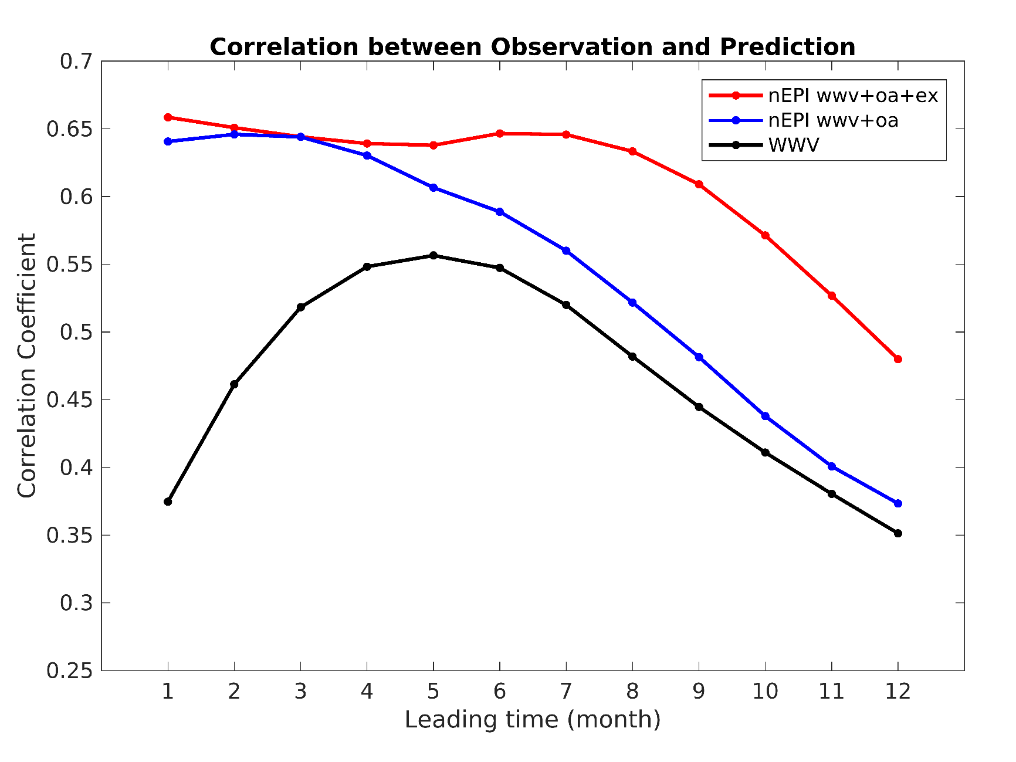 Correlation between Observation and Prediction
0.7
0.65
0.6
0.55
0.5
0.45
0.4
0.35
0.3
0.25
Correlation Coefficient
nEPI wwv+oa+ex
nEPI wwv+oa
WWV
1 2 3 4 5 6 7 8 9 10 11 12
Leading time (month)